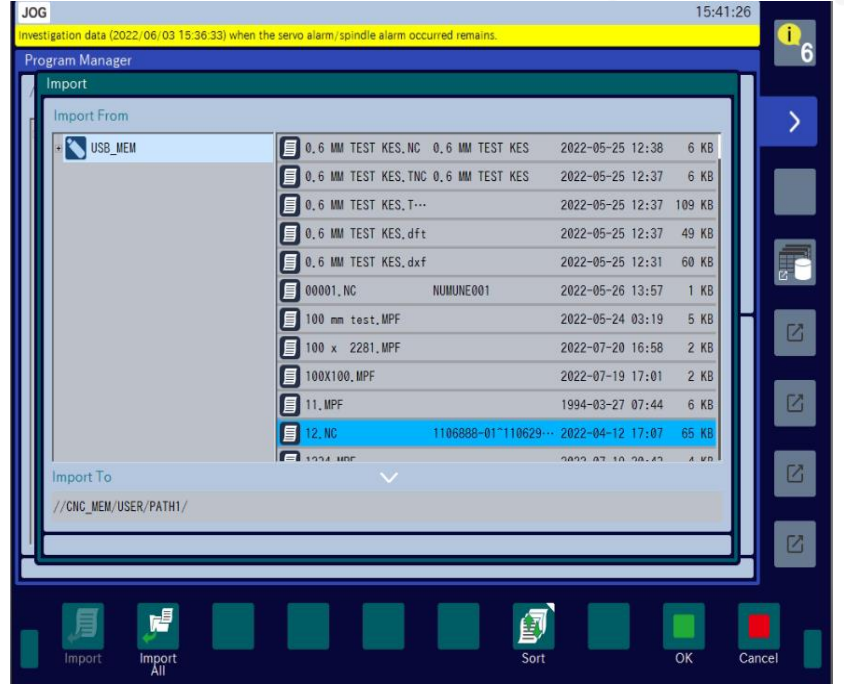 JOG 15:41:26
Investigation data (2022/06/03 15:36:33) when the servo alarm/spindle alarm occurred remains.
i 6
Program Manager
Import
Import From
USB_MEM
0.6 MM TEST KES.NC 0.6 MM TEST KES 2022-05-25 12:38 6 KB
0.6 MM TEST KES.TNC 0.6 MM TEST KES 2022-05-25 12:37 6 KB
0.6 MM TEST KES.T… 2022-05-25 12:37 109 KB
0.6 MM TEST KES.dft 2022-05-25 12:37 49 KB
0.6 MM TEST KES.dxf 2022-05-25 12:31 60 KB
00001.NC NUMUNE001 2022-05-26 13:57 1 KB
100 mm test.MPF 2022-05-24 03:19 5 KB
100 x 2281.MPF 2022-07-20 16:58 2 KB
100X100.MPF 2022-07-19 17:01 2 KB
11.MPF 1994-03-27 07:44 6 KB
12.NC 1106888-01~110629… 2022-04-12 17:07 65 KB
Import To
//CNC_MEM/USER/PATH1/
Import
Import All
Sort
OK
Cancel